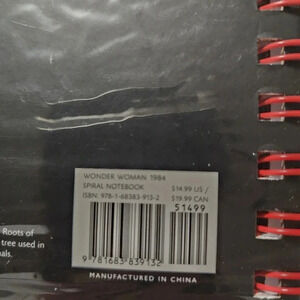 WONDER WOMAN 1984
SPIRAL NOTEBOOK
ISBN: 978-1-68383-913-2
$14.99 US /
$19.99 CAN
51499
9 781683 839132
MANUFACTURED IN CHINA
Roots of
tree used in